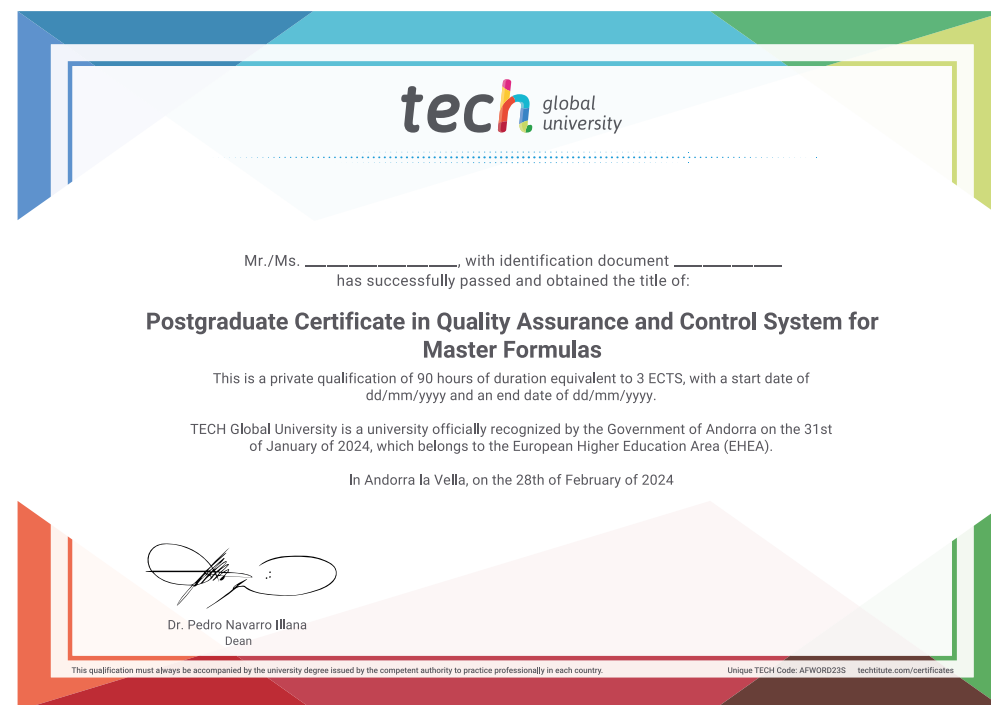 tech global university
Mr./Ms. ____________________, with identification document ______________
has successfully passed and obtained the title of:
Postgraduate Certificate in Quality Assurance and Control System for
Master Formulas
This is a private qualification of 90 hours of duration equivalent to 3 ECTS, with a start date of
dd/mm/yyyy and an end date of dd/mm/yyyy.
TECH Global University is a university officially recognized by the Government of Andorra on the 31st
of January of 2024, which belongs to the European Higher Education Area (EHEA).
In Andorra la Vella, on the 28th of February of 2024
Dr. Pedro Navarro Illana
Dean
This qualification must always be accompanied by the university degree issued by the competent authority to practice professionally in each country.
Unique TECH Code: AFWORD23S techtitute.com/certificates